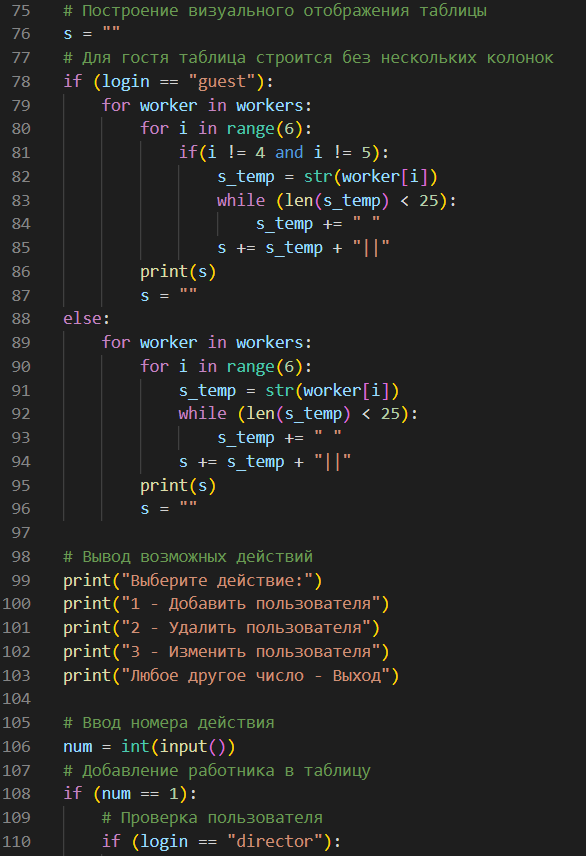 75 # Построение визуального отображения таблицы
76 s = ""
77 # Для гостя таблица строится без нескольких колонок
78 if (login == "guest"):
79     for worker in workers:
80         for i in range(6):
81             if(i != 4 and i != 5):
82                 s_temp = str(worker[i])
83                 while (len(s_temp) < 25):
84                     s_temp += " "
85                 s += s_temp + "||"
86         print(s)
87         s = ""
88 else:
89     for worker in workers:
90         for i in range(6):
91             s_temp = str(worker[i])
92             while (len(s_temp) < 25):
93                 s_temp += " "
94             s += s_temp + "||"
95         print(s)
96         s = ""
97
98 # Вывод возможных действий
99 print("Выберите действие:")
100 print("1 - Добавить пользователя")
101 print("2 - Удалить пользователя")
102 print("3 - Изменить пользователя")
103 print("Любое другое число - Выход")
104
105 # Ввод номера действия
106 num = int(input())
107 # Добавление работника в таблицу
108 if (num == 1):
109     # Проверка пользователя
110     if (login == "director"):